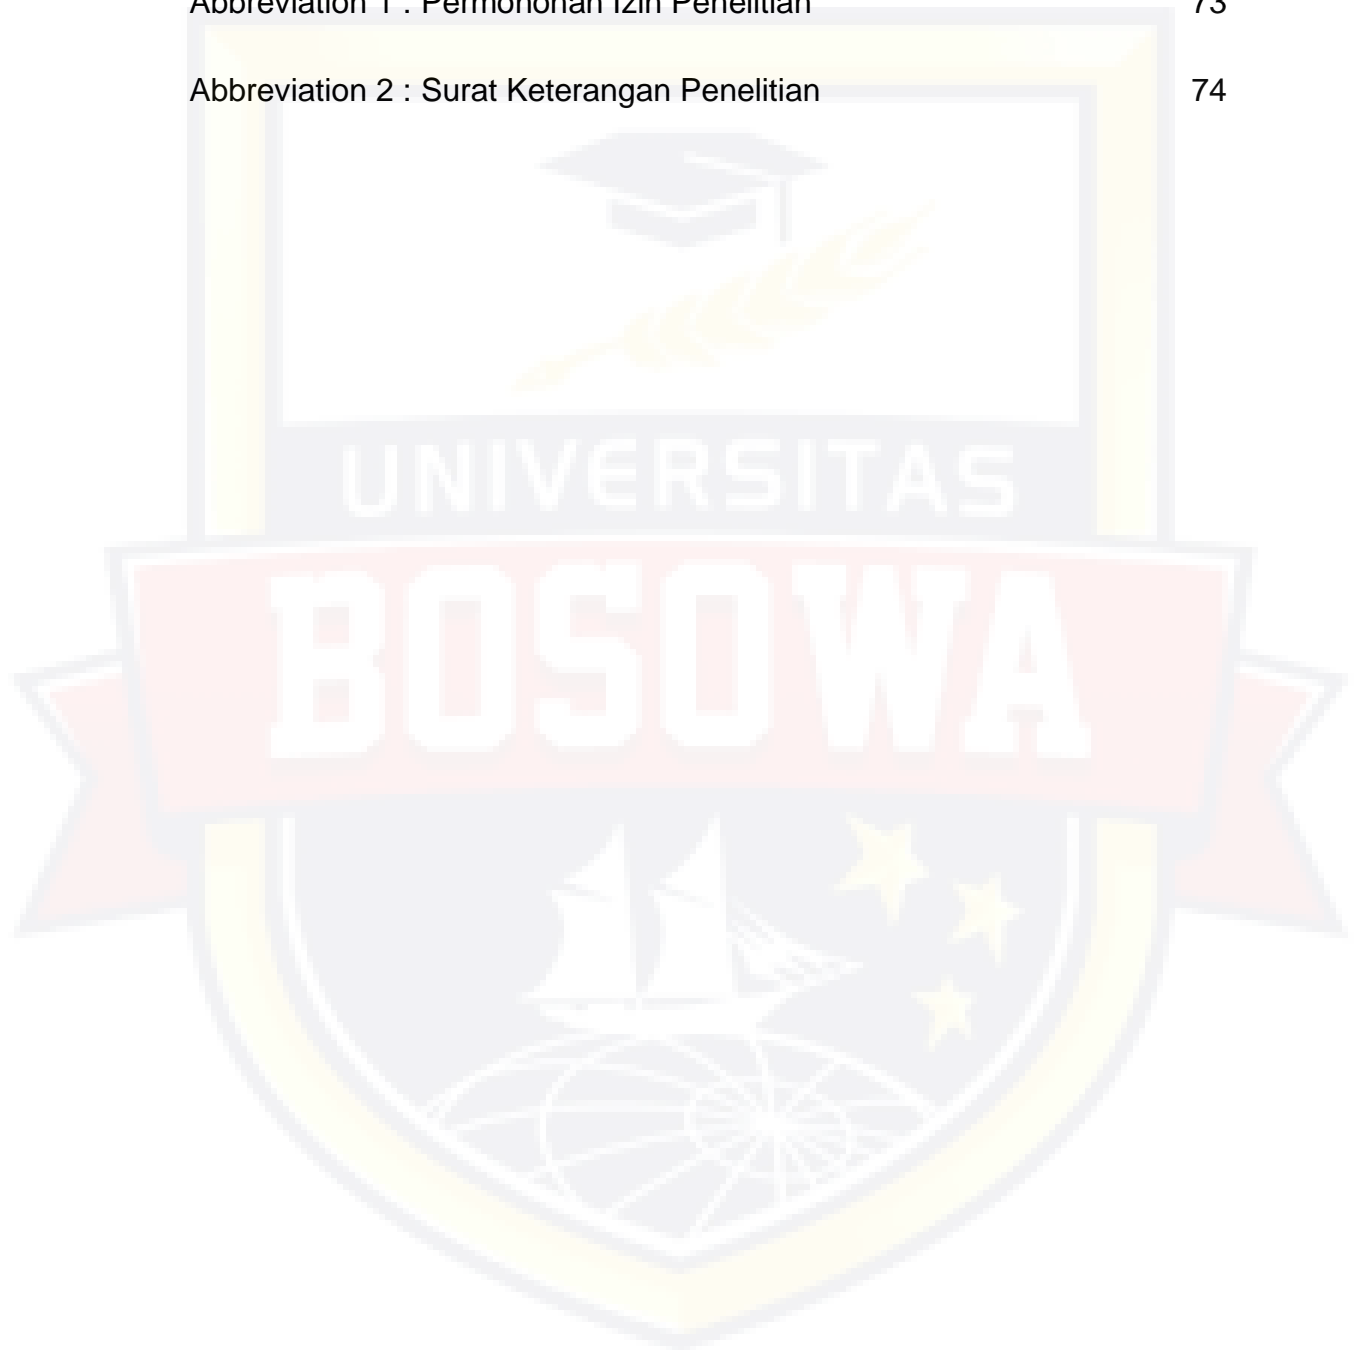 Abbreviation 1 : Permohonan Izin Penelitian 73
Abbreviation 2 : Surat Keterangan Penelitian 74
UNIVERSITAS
BOSOWA